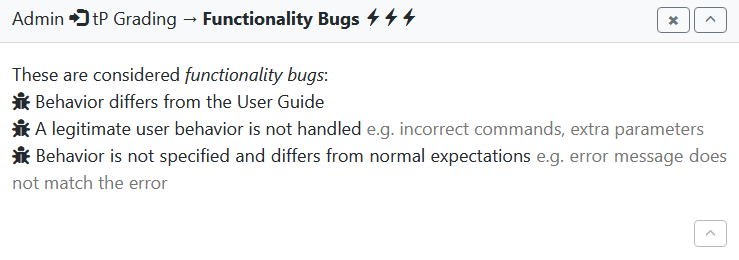 Admin tP Grading → Functionality Bugs
These are considered functionality bugs:
Behavior differs from the User Guide
A legitimate user behavior is not handled e.g. incorrect commands, extra parameters
Behavior is not specified and differs from normal expectations e.g. error message does
not match the error